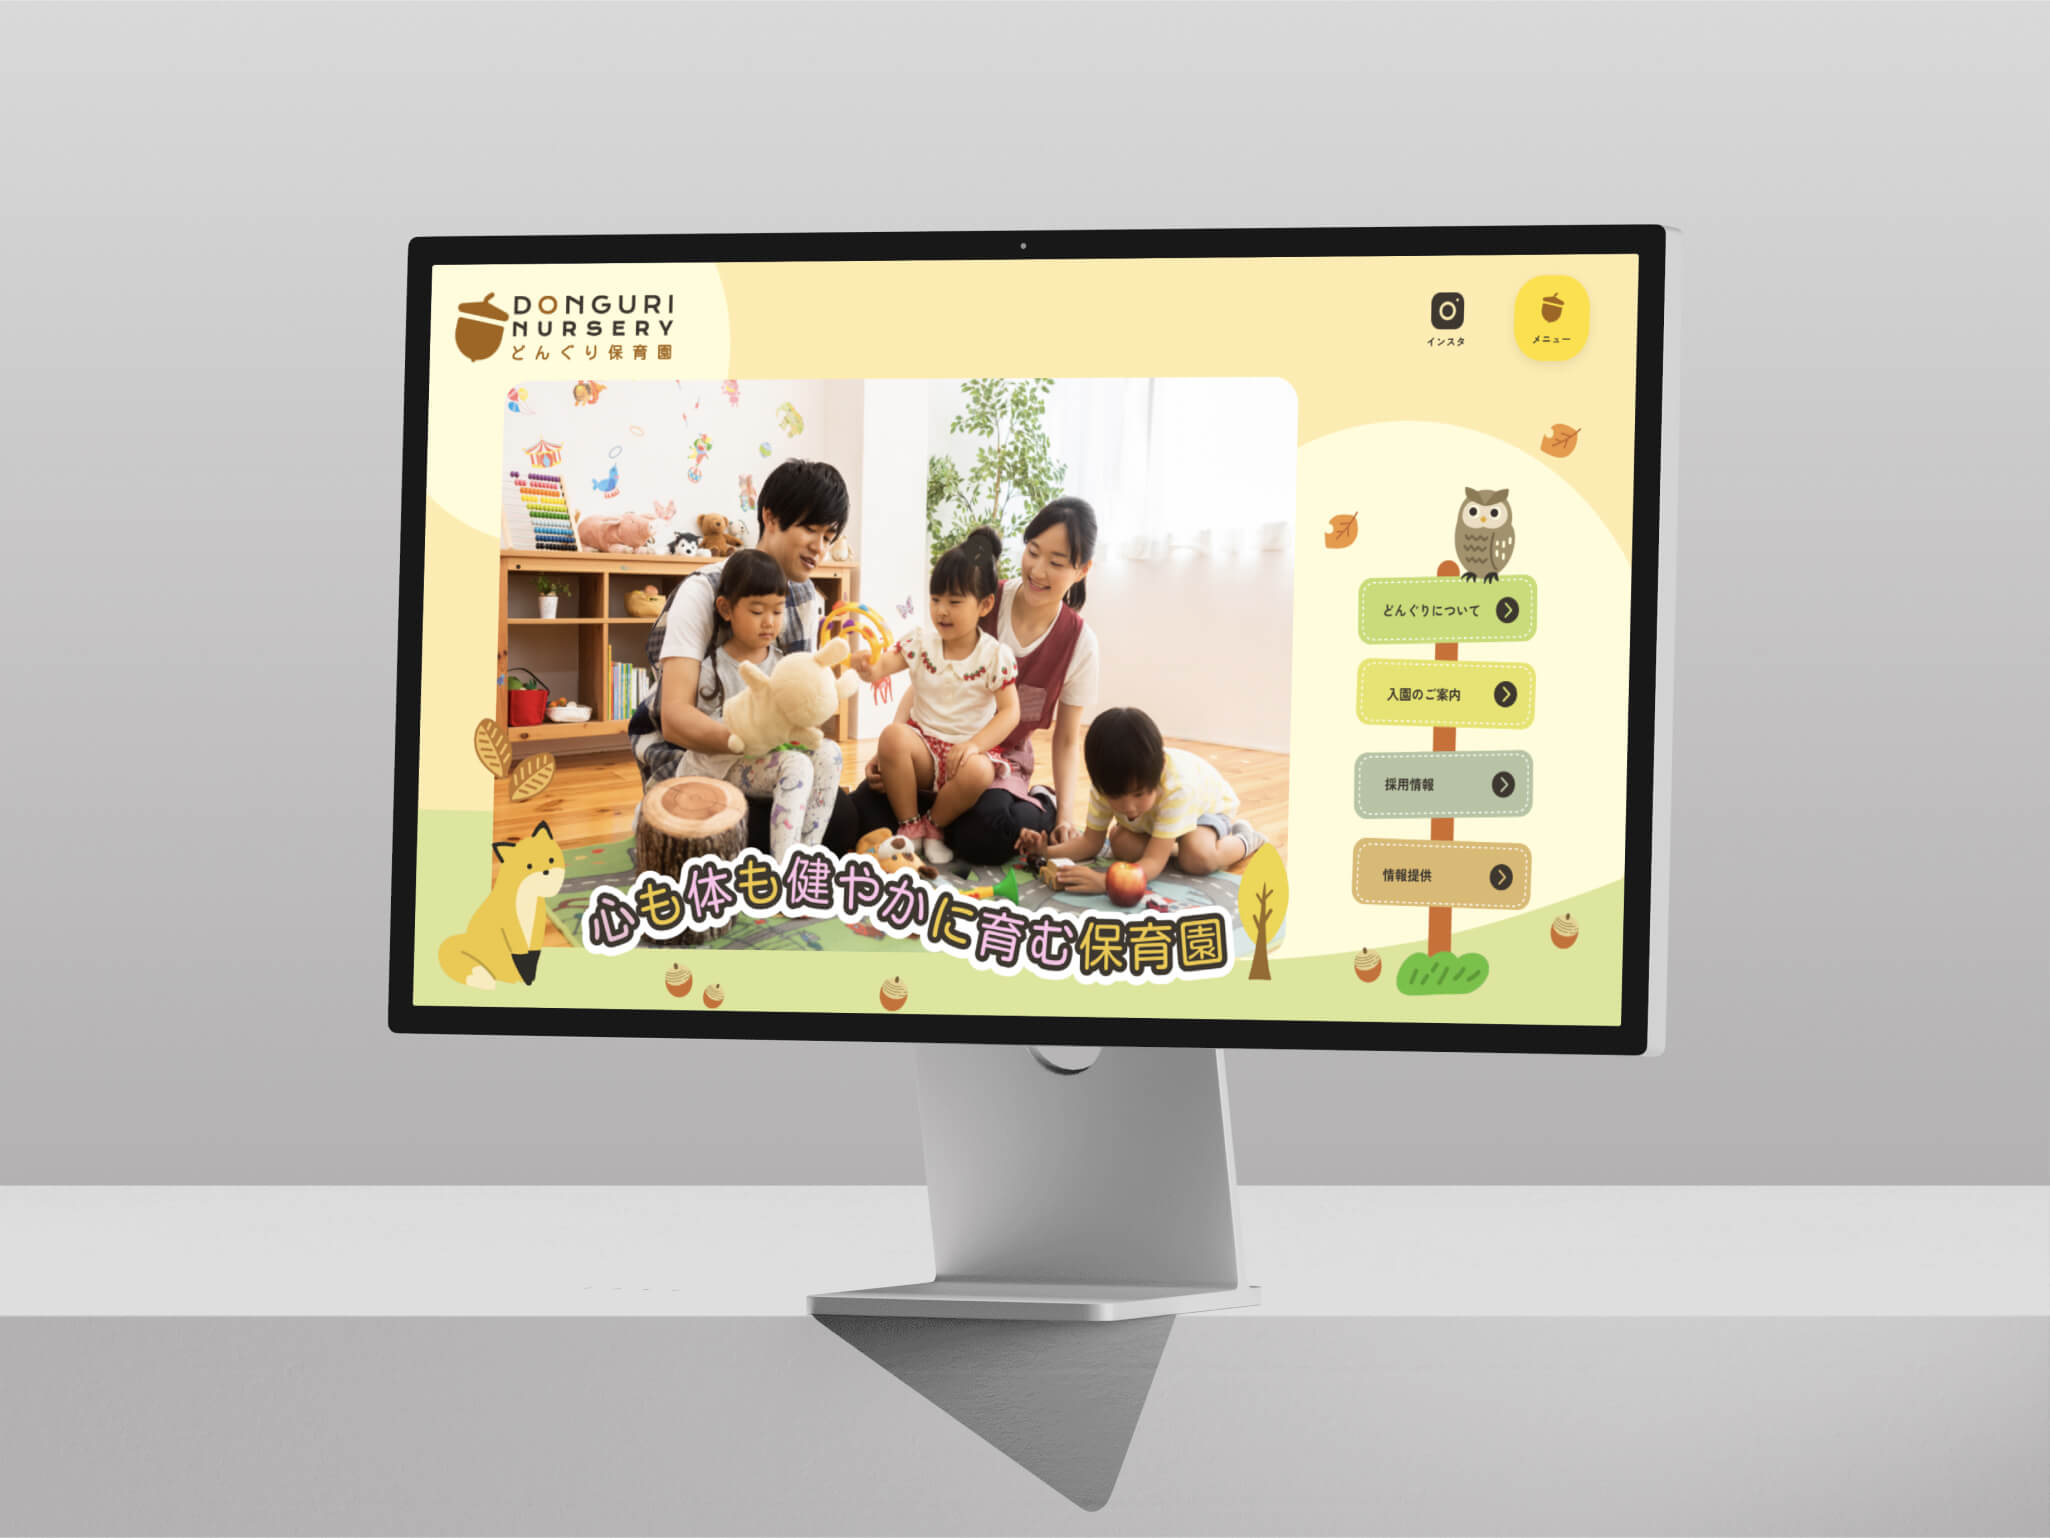 DONGURI
NURSERY
どんぐり保育園
インスタ
メニュー
どんぐりについて
入園のご案内
採用情報
情報提供
心も体も健やかに育む保育園